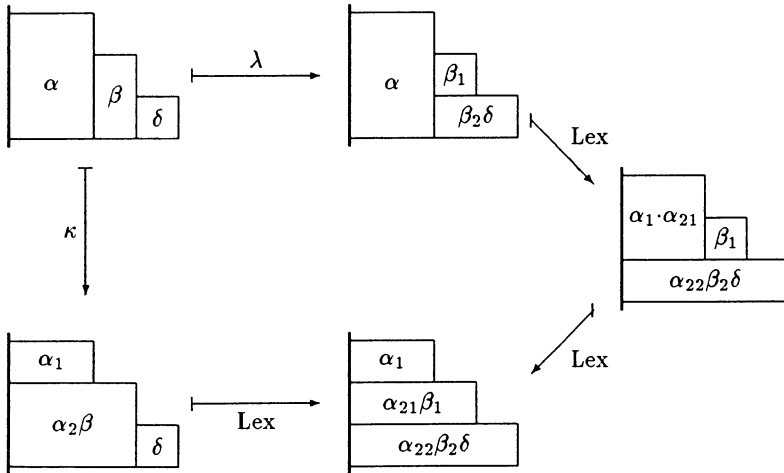 α β δ
λ
α β₁
β₂δ
Lex
κ
α₁·α₂₁ β₁
α₂₂β₂δ
Lex
α₁
α₂β δ
Lex
α₁
α₂₁β₁
α₂₂β₂δ